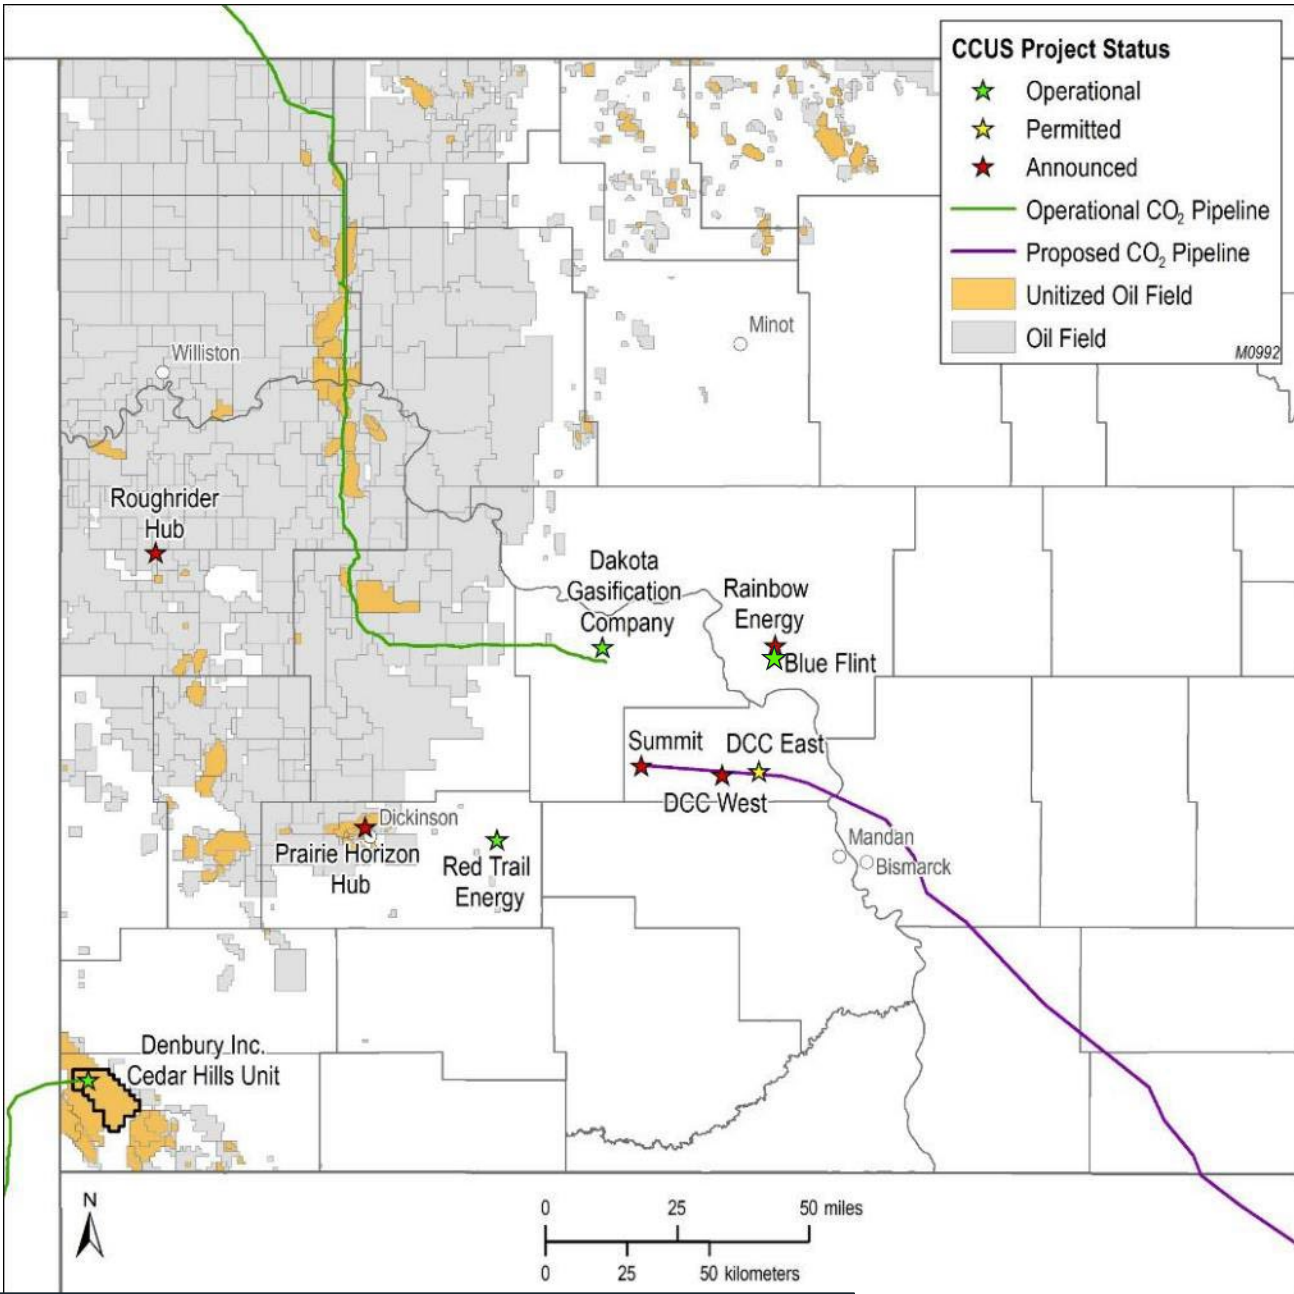 CCUS Project Status
Operational
Permitted
Announced
Operational CO₂ Pipeline
Proposed CO₂ Pipeline
Unitized Oil Field
Oil Field
M0992
Minot
Williston
Roughrider
Hub
Dakota
Gasification
Company
Rainbow
Energy
Blue Flint
Summit
DCC East
DCC West
Dickinson
Prairie Horizon
Hub
Red Trail
Energy
Mandan
Bismarck
Denbury Inc.
Cedar Hills Unit
N
0 25 50 miles
0 25 50 kilometers